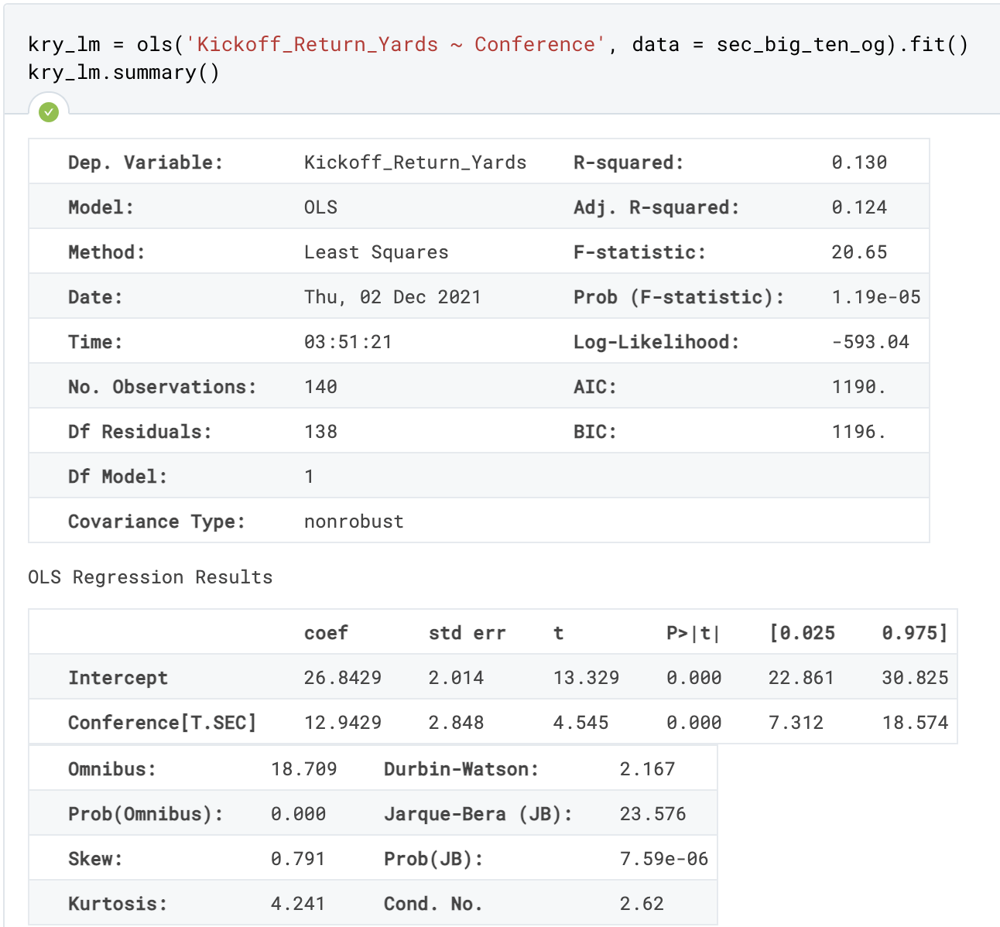 kry_lm = ols('Kickoff_Return_Yards ~ Conference', data = sec_big_ten_og).fit()
kry_lm.summary()
Dep. Variable: Kickoff_Return_Yards R-squared: 0.130
Model: OLS Adj. R-squared: 0.124
Method: Least Squares F-statistic: 20.65
Date: Thu, 02 Dec 2021 Prob (F-statistic): 1.19e-05
Time: 03:51:21 Log-Likelihood: -593.04
No. Observations: 140 AIC: 1190.
Df Residuals: 138 BIC: 1196.
Df Model: 1
Covariance Type: nonrobust
OLS Regression Results
coef std err t P>|t| [0.025 0.975]
Intercept 26.8429 2.014 13.329 0.000 22.861 30.825
Conference[T.SEC] 12.9429 2.848 4.545 0.000 7.312 18.574
Omnibus: 18.709 Durbin-Watson: 2.167
Prob(Omnibus): 0.000 Jarque-Bera (JB): 23.576
Skew: 0.791 Prob(JB): 7.59e-06
Kurtosis: 4.241 Cond. No. 2.62